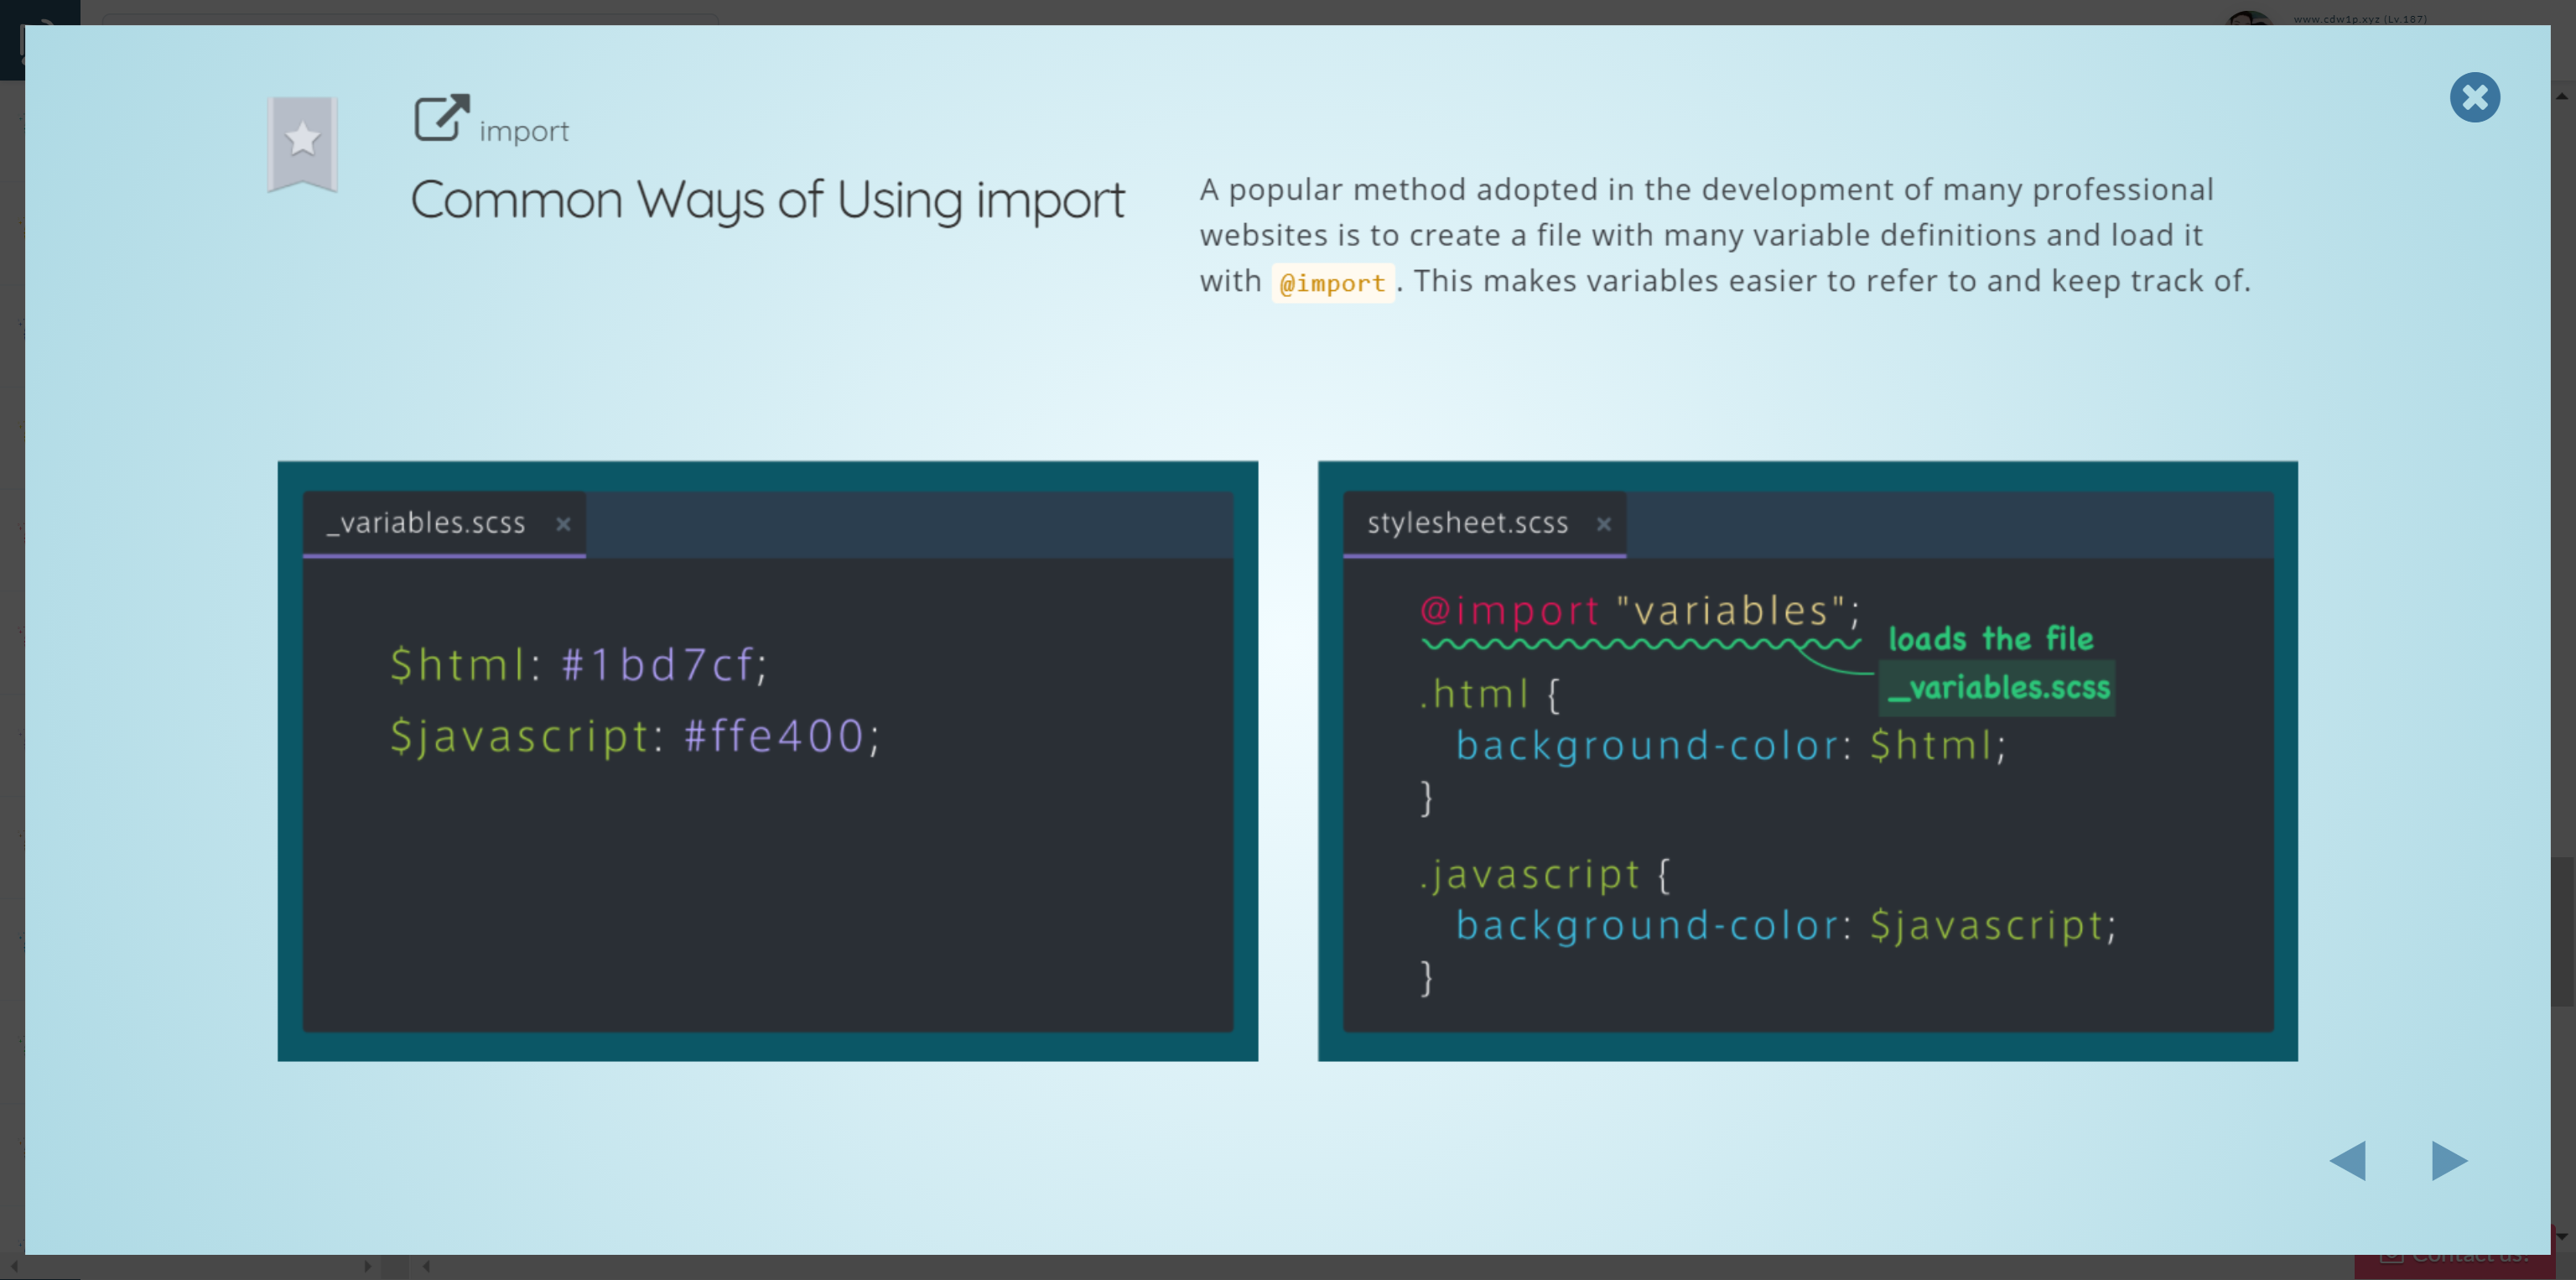 www.cdw1p.xyz (Lv.187)
import
Common Ways of Using import
A popular method adopted in the development of many professional
websites is to create a file with many variable definitions and load it
with @import. This makes variables easier to refer to and keep track of.
_variables.scss ×
$html: #1bd7cf;
$javascript: #ffe400;
stylesheet.scss ×
@import "variables";
loads the file
_variables.scss
.html {
background-color: $html;
}
.javascript {
background-color: $javascript;
}
Contact us!